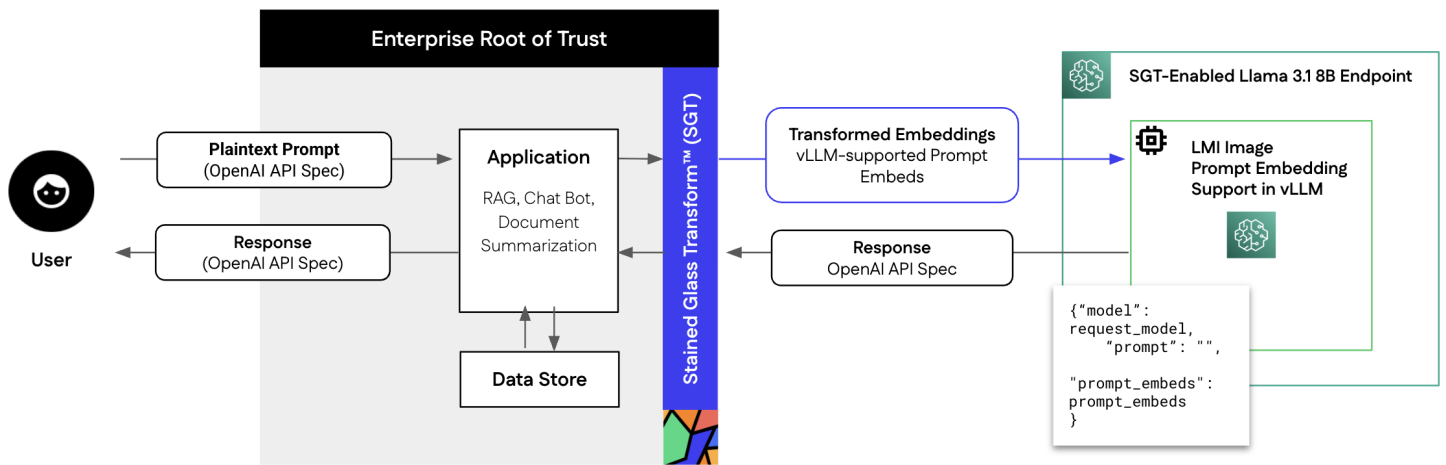 Enterprise Root of Trust
User
Plaintext Prompt
(OpenAI API Spec)
Response
(OpenAI API Spec)
Application
RAG, Chat Bot,
Document
Summarization
Data Store
Stained Glass Transform™ (SGT)
Transformed Embeddings
vLLM-supported Prompt
Embeds
Response
OpenAI API Spec
SGT-Enabled Llama 3.1 8B Endpoint
LMI Image
Prompt Embedding
Support in vLLM
{“model”:
request_model,
“prompt”: "",
"prompt_embeds":
prompt_embeds
}